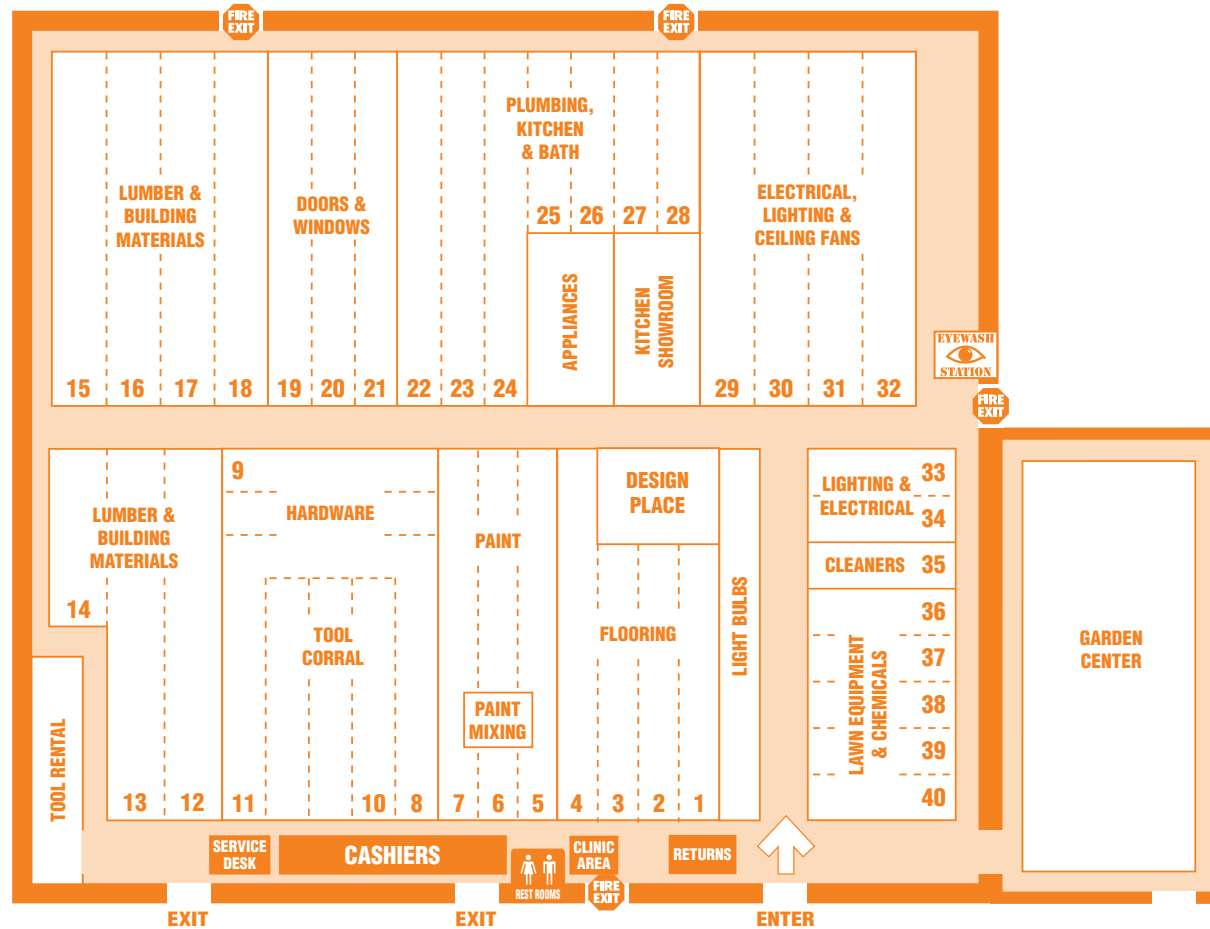 FIRE
EXIT
FIRE
EXIT
LUMBER &
BUILDING
MATERIALS
DOORS &
WINDOWS
PLUMBING,
KITCHEN
& BATH
ELECTRICAL,
LIGHTING &
CEILING FANS
25 26 27 28
APPLIANCES
KITCHEN
SHOWROOM
15 16 17 18 19 20 21 22 23 24 29 30 31 32
EYEWASH
STATION
FIRE
EXIT
LUMBER &
BUILDING
MATERIALS
14
9
HARDWARE
TOOL
CORRAL
PAINT
PAINT
MIXING
DESIGN
PLACE
FLOORING
LIGHT BULBS
LIGHTING &
ELECTRICAL
33
34
CLEANERS 35
LAWN EQUIPMENT
& CHEMICALS
36
37
38
39
40
GARDEN
CENTER
TOOL RENTAL
13 12 11 10 8 7 6 5 4 3 2 1
SERVICE
DESK
CASHIERS
REST ROOMS
CLINIC
AREA
FIRE
EXIT
RETURNS
EXIT
EXIT
ENTER